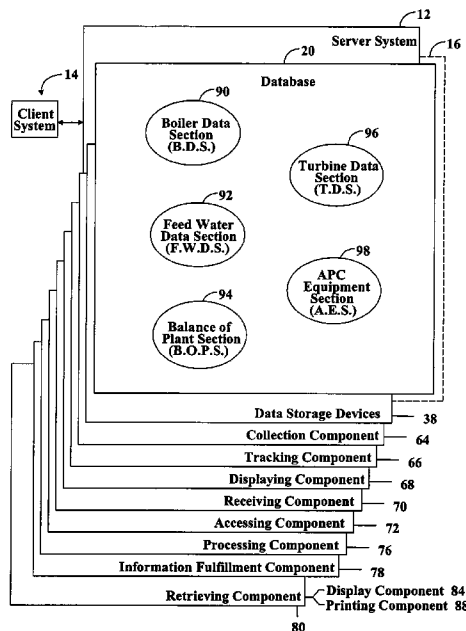 12
Server System
16
20
14
Database
Client
System
90
Boiler Data
Section
(B.D.S.)
96
Turbine Data
Section
(T.D.S.)
92
Feed Water
Data Section
(F.W.D.S.)
98
APC
Equipment
Section
(A.E.S.)
94
Balance of
Plant Section
(B.O.P.S.)
Data Storage Devices 38
Collection Component 64
Tracking Component 66
Displaying Component 68
Receiving Component 70
Accessing Component 72
Processing Component 76
Information Fulfillment Component 78
Retrieving Component
Display Component 84
Printing Component 88
80